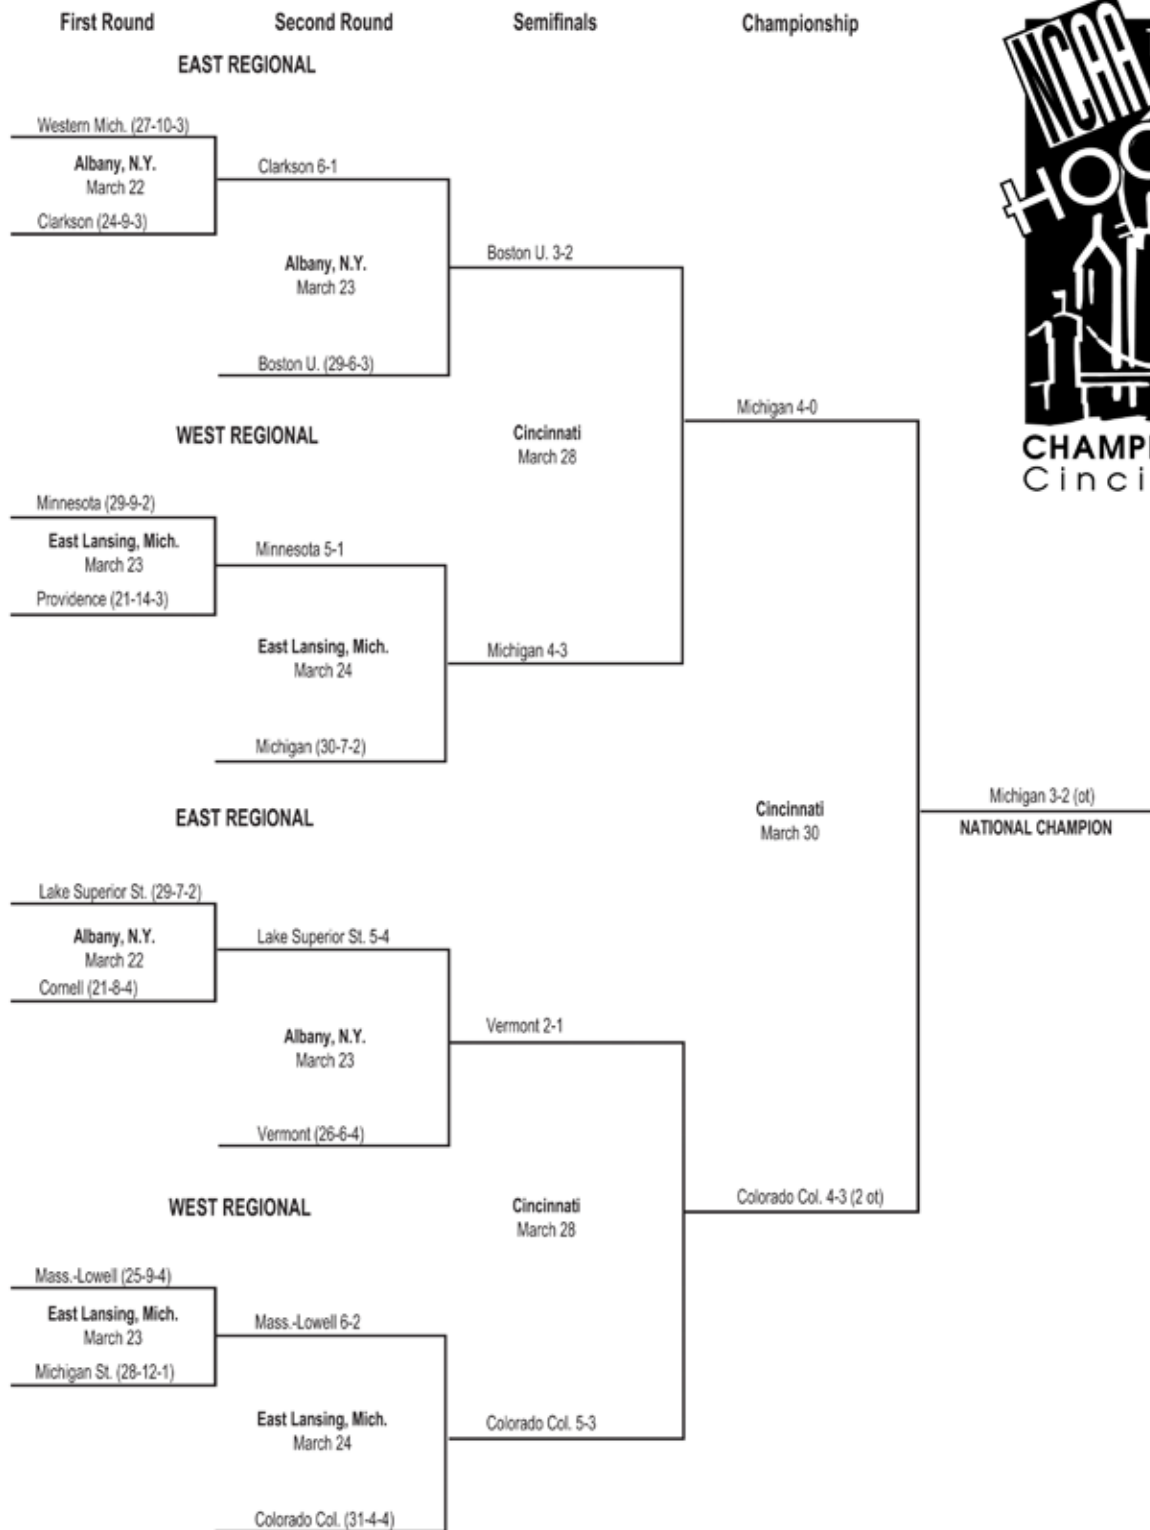 First Round Second Round Semifinals Championship
EAST REGIONAL
Western Mich. (27-10-3)
Albany, N.Y.
March 22
Clarkson (24-9-3)
Clarkson 6-1
Albany, N.Y.
March 23
Boston U. (29-6-3)
Boston U. 3-2
WEST REGIONAL
Cincinnati
March 28
Michigan 4-0
Minnesota (29-9-2)
East Lansing, Mich.
March 23
Providence (21-14-3)
Minnesota 5-1
East Lansing, Mich.
March 24
Michigan (30-7-2)
Michigan 4-3
EAST REGIONAL
Cincinnati
March 30
Michigan 3-2 (ot)
NATIONAL CHAMPION
Lake Superior St. (29-7-2)
Albany, N.Y.
March 22
Cornell (21-8-4)
Lake Superior St. 5-4
Albany, N.Y.
March 23
Vermont (26-6-4)
Vermont 2-1
WEST REGIONAL
Cincinnati
March 28
Colorado Col. 4-3 (2 ot)
Mass.-Lowell (25-9-4)
East Lansing, Mich.
March 23
Michigan St. (28-12-1)
Mass.-Lowell 6-2
East Lansing, Mich.
March 24
Colorado Col. (31-4-4)
Colorado Col. 5-3
NCAA